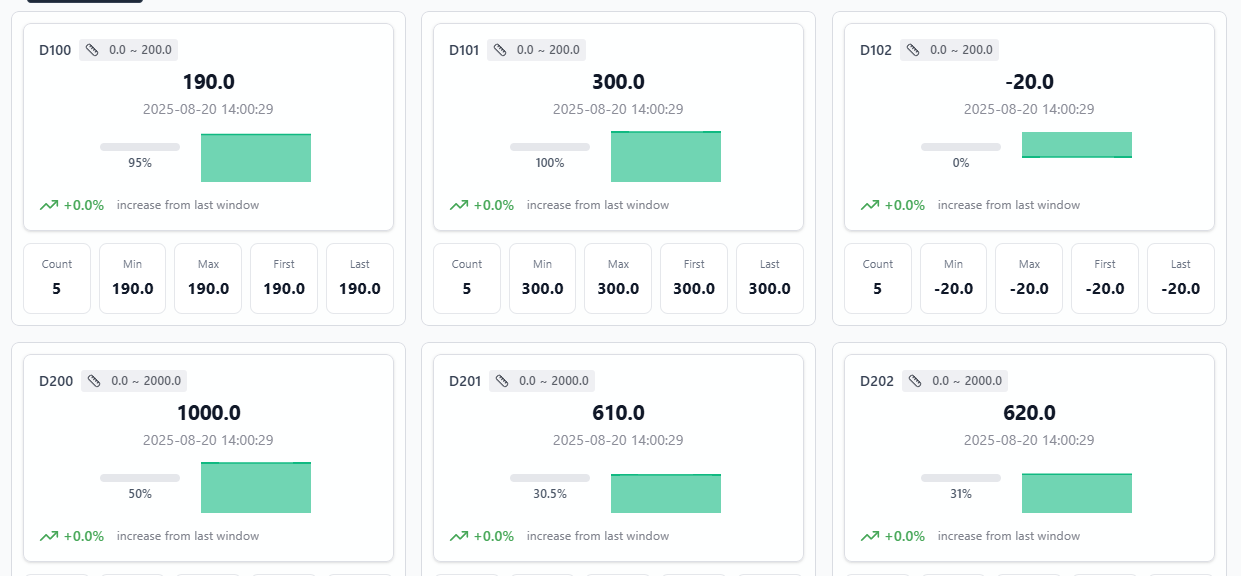 D100 0.0 ~ 200.0
190.0
2025-08-20 14:00:29
95%
+0.0% increase from last window
Count Min Max First Last
5 190.0 190.0 190.0 190.0
D101 0.0 ~ 200.0
300.0
2025-08-20 14:00:29
100%
+0.0% increase from last window
Count Min Max First Last
5 300.0 300.0 300.0 300.0
D102 0.0 ~ 200.0
-20.0
2025-08-20 14:00:29
0%
+0.0% increase from last window
Count Min Max First Last
5 -20.0 -20.0 -20.0 -20.0
D200 0.0 ~ 2000.0
1000.0
2025-08-20 14:00:29
50%
+0.0% increase from last window
D201 0.0 ~ 2000.0
610.0
2025-08-20 14:00:29
30.5%
+0.0% increase from last window
D202 0.0 ~ 2000.0
620.0
2025-08-20 14:00:29
31%
+0.0% increase from last window